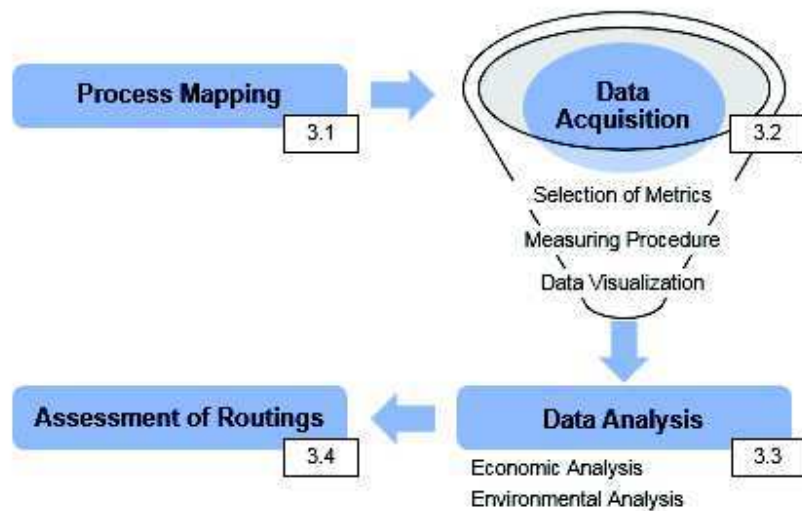 Process Mapping
3.1
Data
Acquisition
3.2
Selection of Metrics
Measuring Procedure
Data Visualization
Assessment of Routings
3.4
Data Analysis
3.3
Economic Analysis
Environmental Analysis